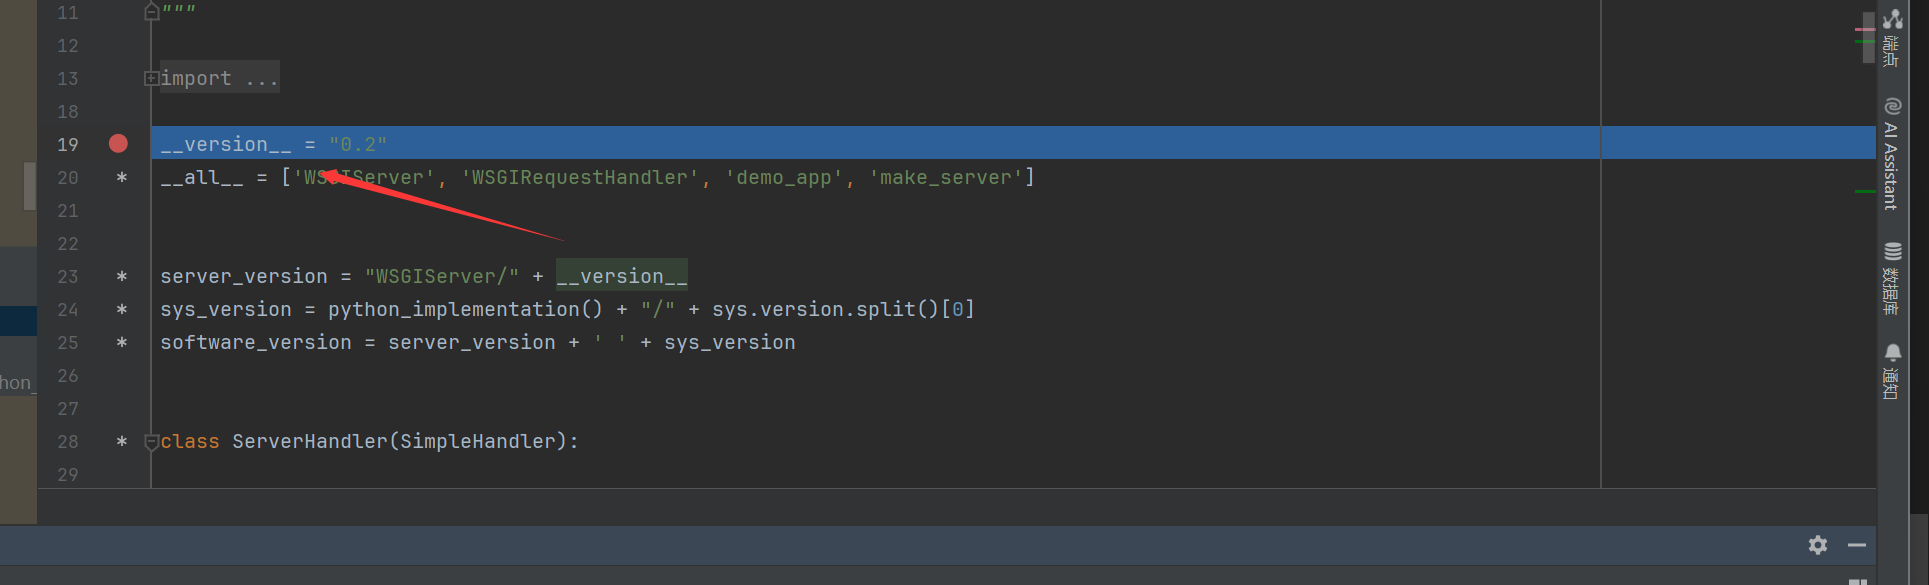 11 """
12
13 import ...
18
19 __version__ = "0.2"
20 * __all__ = ['WSGIServer', 'WSGIRequestHandler', 'demo_app', 'make_server']
21
22
23 * server_version = "WSGIServer/" + __version__
24 * sys_version = python_implementation() + "/" + sys.version.split()[0]
25 * software_version = server_version + ' ' + sys_version
26
27
28 * class ServerHandler(SimpleHandler):
29
hon_
端点
AI Assistant
数据库
通知